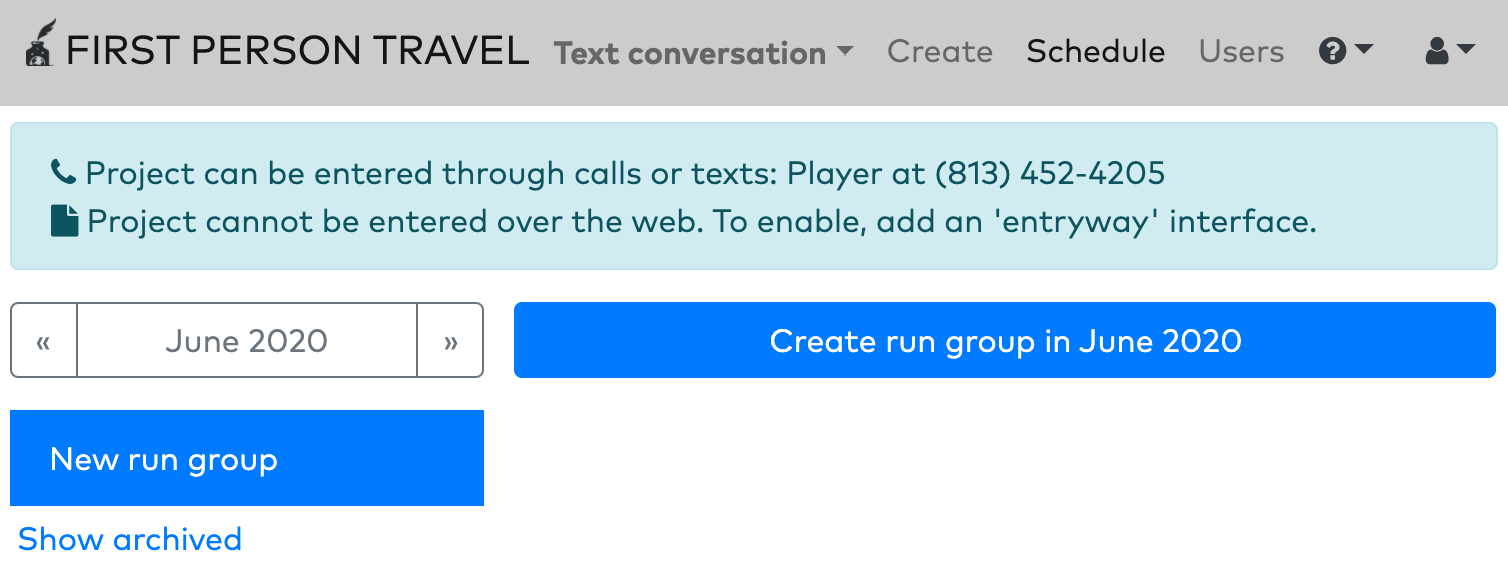 FIRST PERSON TRAVEL Text conversation Create Schedule Users
Project can be entered through calls or texts: Player at (813) 452-4205
Project cannot be entered over the web. To enable, add an 'entryway' interface.
« June 2020 » Create run group in June 2020
New run group
Show archived